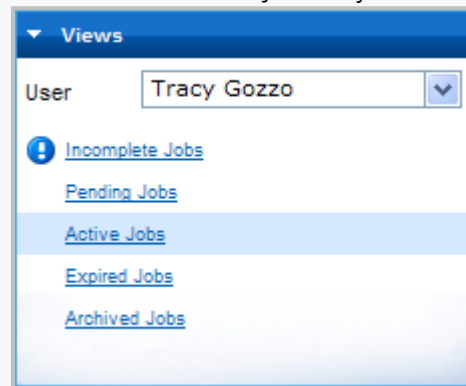 Views
User Tracy Gozzo
Incomplete Jobs
Pending Jobs
Active Jobs
Expired Jobs
Archived Jobs